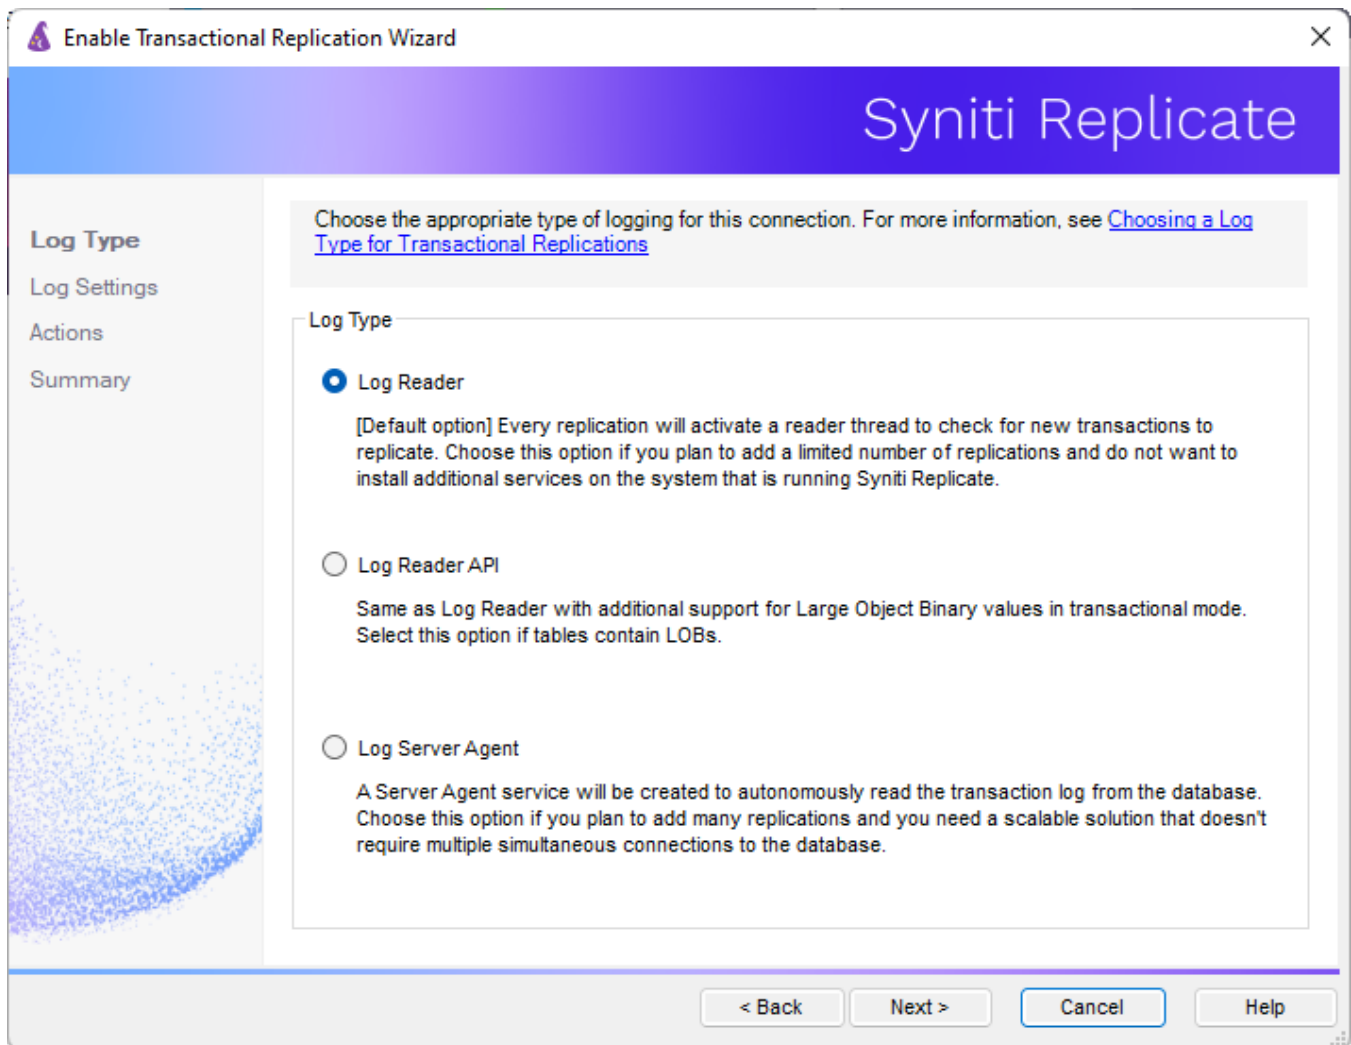 Enable Transactional Replication Wizard
Syniti Replicate
Log Type
Log Settings
Actions
Summary
Choose the appropriate type of logging for this connection. For more information, see Choosing a Log
Type for Transactional Replications
Log Type
Log Reader
[Default option] Every replication will activate a reader thread to check for new transactions to
replicate. Choose this option if you plan to add a limited number of replications and do not want to
install additional services on the system that is running Syniti Replicate.
Log Reader API
Same as Log Reader with additional support for Large Object Binary values in transactional mode.
Select this option if tables contain LOBs.
Log Server Agent
A Server Agent service will be created to autonomously read the transaction log from the database.
Choose this option if you plan to add many replications and you need a scalable solution that doesn't
require multiple simultaneous connections to the database.
< Back
Next >
Cancel
Help